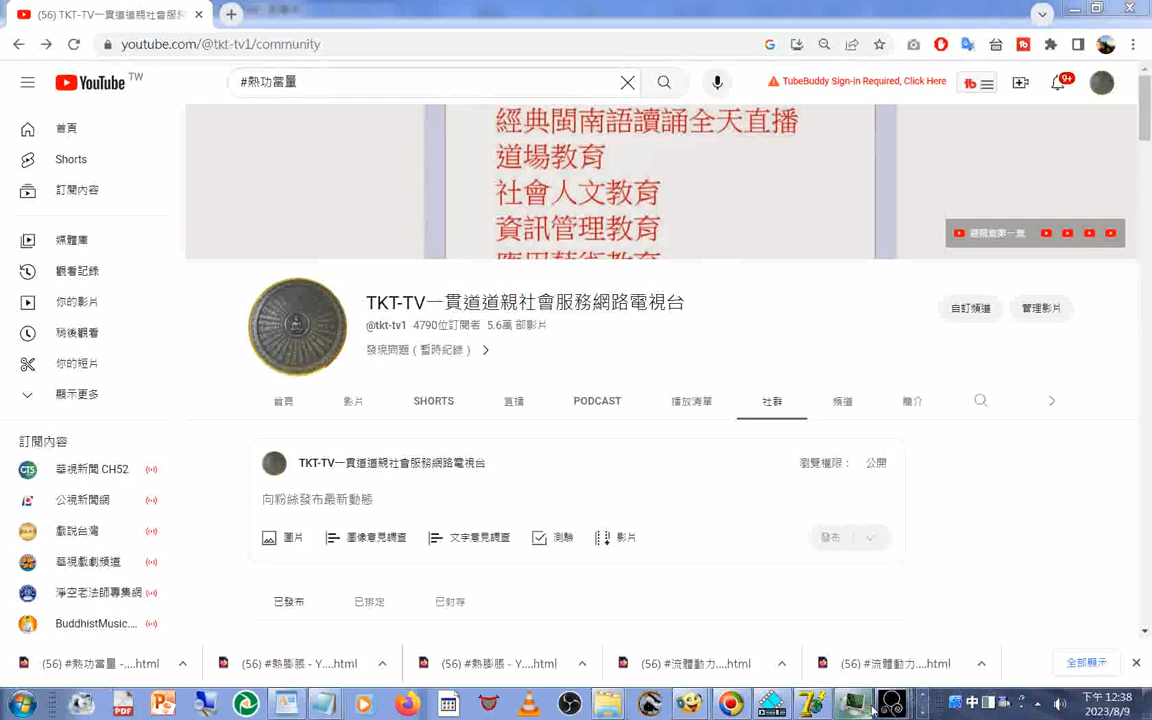 (56) TKT-TV一貫道道親社會服務
youtube.com/@tkt-tv1/community
YouTube TW
#熱功當量
TubeBuddy Sign-in Required, Click Here
9+
經典閩南語讀誦全天直播
道場教育
社會人文教育
資訊管理教育
應用藝術教育
首頁
Shorts
訂閱內容
媒體庫
觀看記錄
你的影片
稍後觀看
你的短片
顯示更多
訂閱內容
華視新聞 CH52
公視新聞網
戲說台灣
華視戲劇頻道
淨空老法師專集網
BuddhistMusic...
TKT-TV一貫道道親社會服務網路電視台
@tkt-tv1 4790位訂閱者 5.6萬 部影片
發現問題 ( 暫時紀錄 )
自訂頻道
管理影片
首頁
影片
SHORTS
直播
PODCAST
播放清單
社群
頻道
簡介
TKT-TV一貫道道親社會服務網路電視台
瀏覽權限： 公開
向粉絲發布最新動態
圖片
圖像意見調查
文字意見調查
測驗
影片
發布
已發布
已排定
已封存
(56) #熱功當量 -....html
(56) #熱膨脹 - Y....html
(56) #熱膨脹 - Y....html
(56) #流體動力....html
(56) #流體動力....html
全部顯示
中
下午 12:38
2023/8/9